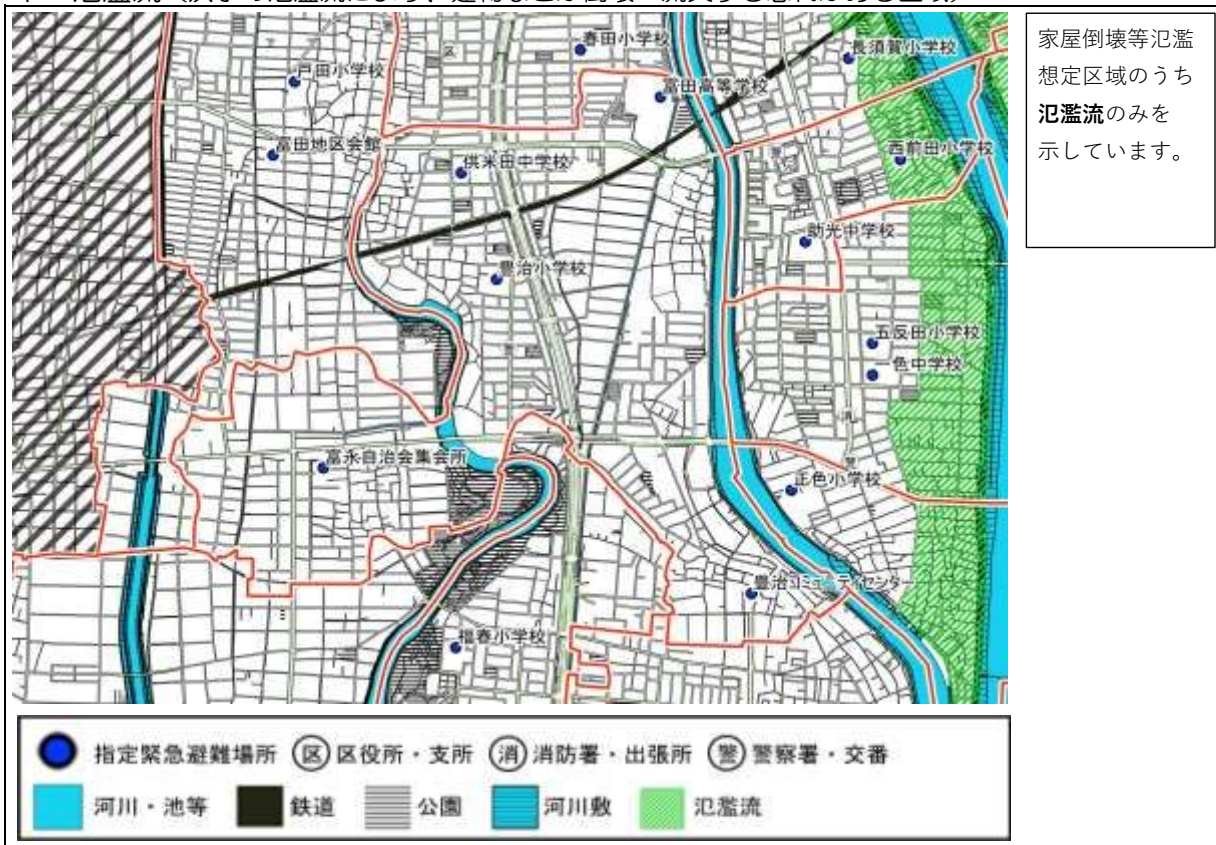 家屋倒壊等氾濫
想定区域のうち
氾濫流のみを
示しています。
春田小学校
長須賀小学校
戸田小学校
富田高等学校
富田地区会館
供米田中学校
西前田小学校
助光中学校
豊治小学校
五反田小学校
一色中学校
富永自治会集会所
正色小学校
豊治コミュニティセンター
福春小学校
指定緊急避難場所 区 区役所・支所 消 消防署・出張所 警 警察署・交番
河川・池等 鉄道 公園 河川敷 氾濫流